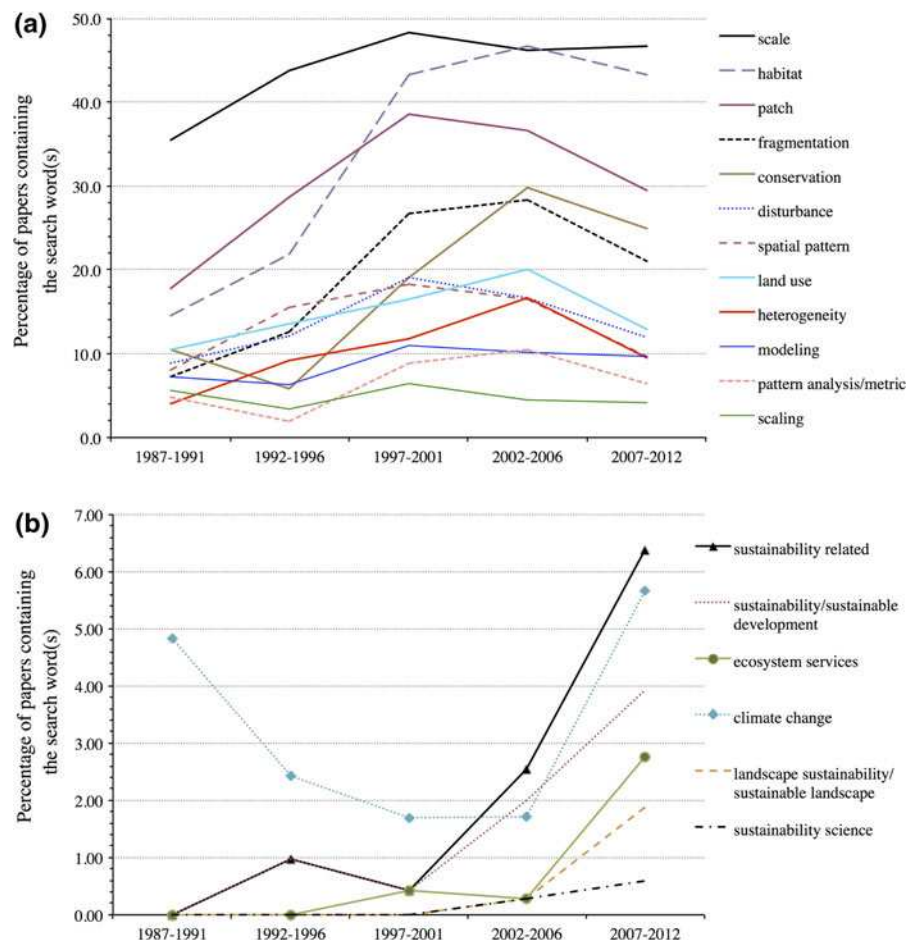 (a)
Percentage of papers containing
the search word(s)
50.0
40.0
30.0
20.0
10.0
0.0
1987-1991
1992-1996
1997-2001
2002-2006
2007-2012
scale
habitat
patch
fragmentation
conservation
disturbance
spatial pattern
land use
heterogeneity
modeling
pattern analysis/metric
scaling
(b)
Percentage of papers containing
the search word(s)
7.00
6.00
5.00
4.00
3.00
2.00
1.00
0.00
1987-1991
1992-1996
1997-2001
2002-2006
2007-2012
sustainability related
sustainability/sustainable
development
ecosystem services
climate change
landscape sustainability/
sustainable landscape
sustainability science